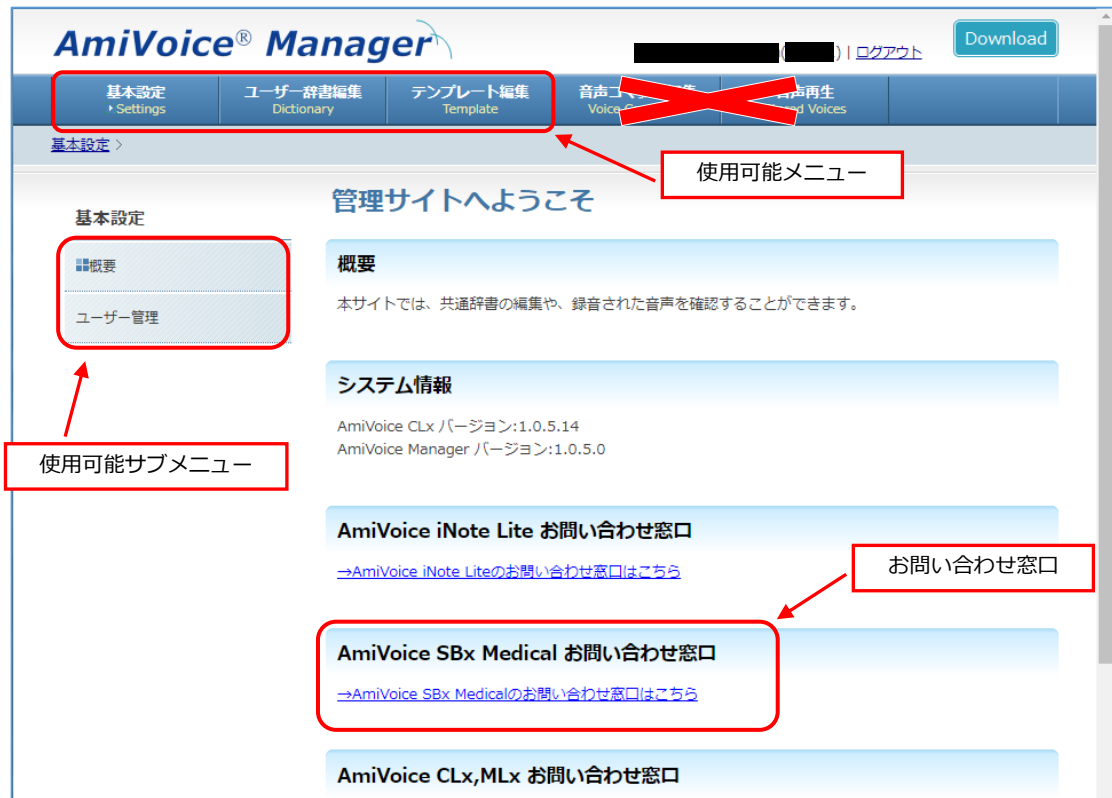 AmiVoice® Manager
( )|ログアウト
Download
基本設定 ユーザー辞書編集 テンプレート編集
Settings Dictionary Template Voice
基本設定 >
使用可能メニュー
管理サイトへようこそ
基本設定
概要
ユーザー管理
使用可能サブメニュー
概要
本サイトでは、共通辞書の編集や、録音された音声を確認することができます。
システム情報
AmiVoice CLx バージョン:1.0.5.14
AmiVoice Manager バージョン:1.0.5.0
AmiVoice iNote Lite お問い合わせ窓口
→AmiVoice iNote Liteのお問い合わせ窓口はこちら
お問い合わせ窓口
AmiVoice SBx Medical お問い合わせ窓口
→AmiVoice SBx Medicalのお問い合わせ窓口はこちら
AmiVoice CLx,MLx お問い合わせ窓口